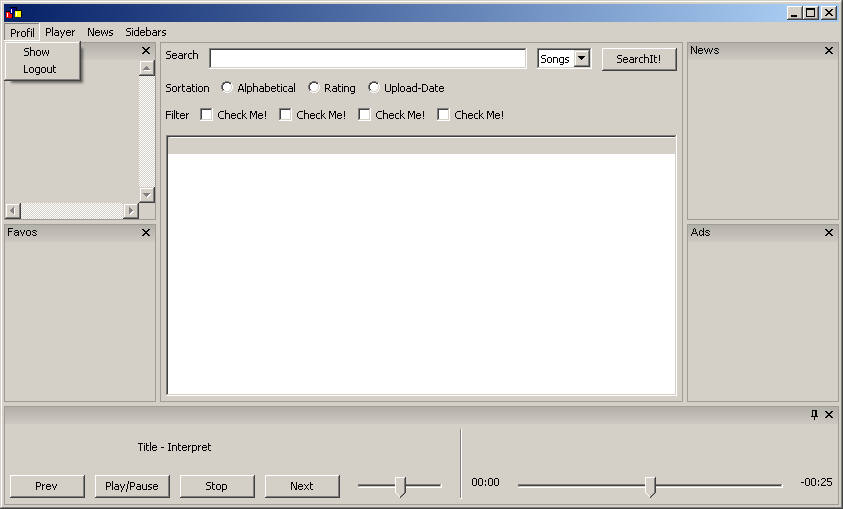 Profil Player News Sidebars
Show
Logout
Search Songs SearchIt!
Sortation Alphabetical Rating Upload-Date
Filter Check Me! Check Me! Check Me! Check Me!
News
Favos
Ads
Title - Interpret
Prev Play/Pause Stop Next 00:00 -00:25